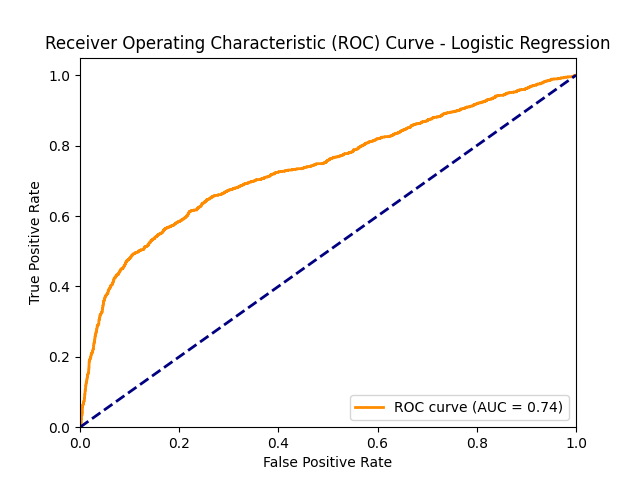 Receiver Operating Characteristic (ROC) Curve - Logistic Regression
1.0
0.8
0.6
0.4
0.2
0.0
True Positive Rate
ROC curve (AUC = 0.74)
0.0 0.2 0.4 0.6 0.8 1.0
False Positive Rate